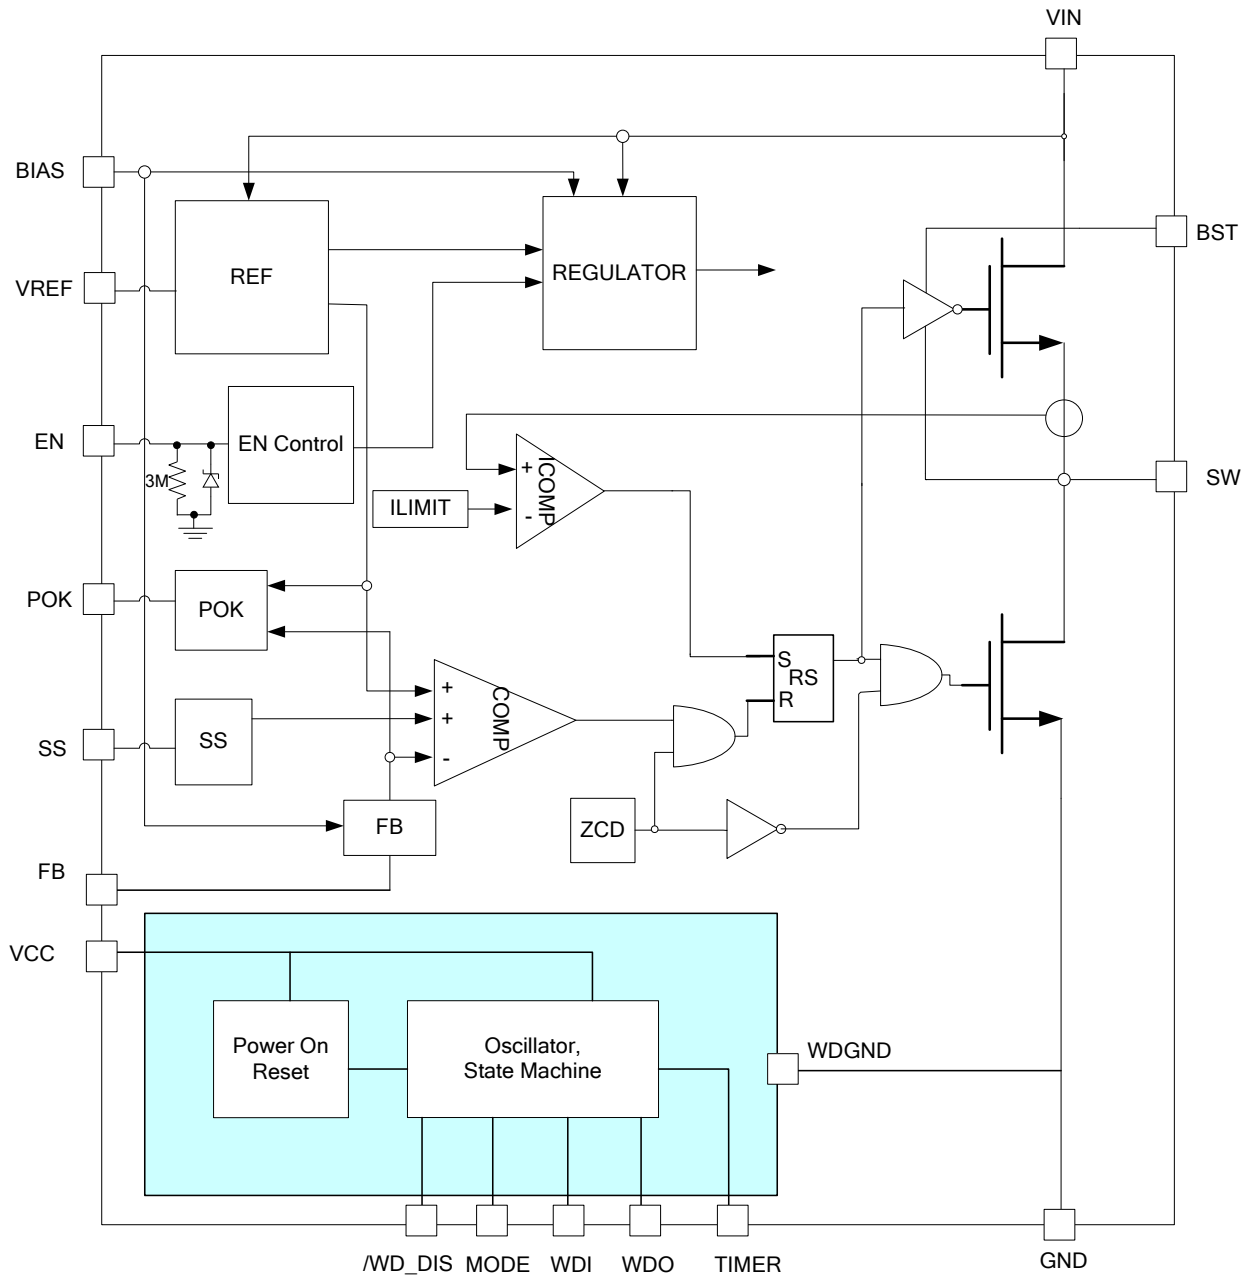 VIN
BIAS
BST
REF
REGULATOR
VREF
EN
EN Control
3M
+
ICOMP
-
ILIMIT
SW
POK
POK
S
RS
R
+
COMP
+
-
SS
SS
FB
ZCD
FB
VCC
Power On
Reset
Oscillator,
State Machine
WDGND
/WD_DIS
MODE
WDI
WDO
TIMER
GND